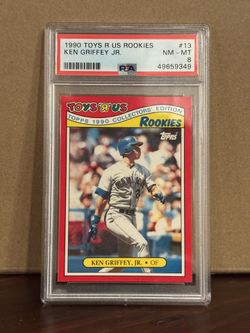 1990 TOYS R US ROOKIES #13
KEN GRIFFEY JR. NM-MT
PSA 8
49659349
TOYS R US
TOPPS 1990 COLLECTORS' EDITION
ROOKIES
Topps
KEN GRIFFEY, JR. • OF